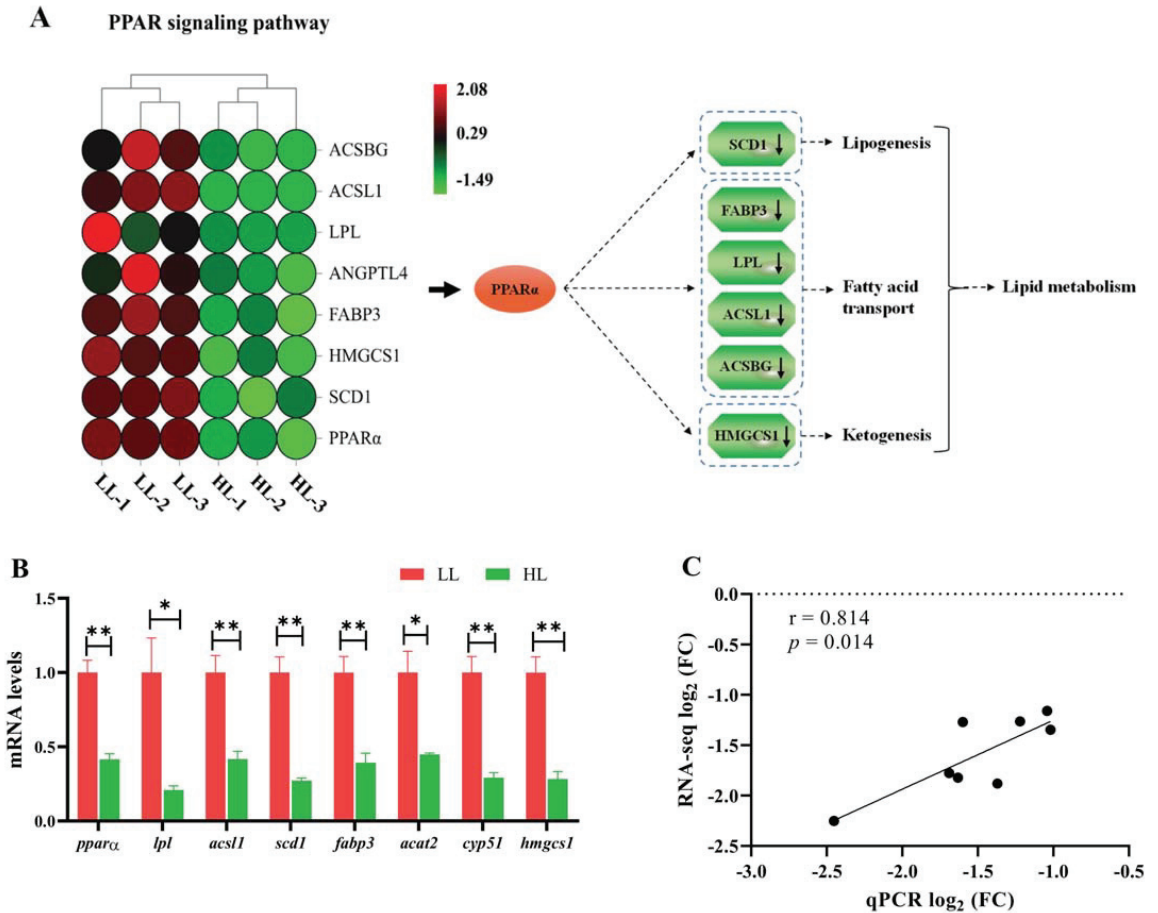 A
PPAR signaling pathway
2.08
0.29
-1.49
ACSBG
ACSL1
LPL
ANGPTL4
FABP3
HMGCS1
SCD1
PPARα
LL-1
LL-2
LL-3
HL-1
HL-2
HL-3
PPARα
SCD1
FABP3
LPL
ACSL1
ACSBG
HMGCS1
Lipogenesis
Fatty acid
transport
Ketogenesis
Lipid metabolism
B
LL
HL
mRNA levels
1.5
1.0
0.5
0.0
**
*
**
**
**
*
**
**
pparα
lpl
acsl1
scd1
fabp3
acat2
cyp51
hmgcs1
C
r = 0.814
p = 0.014
RNA-seq log2 (FC)
0.0
-0.5
-1.0
-1.5
-2.0
-2.5
-3.0
-2.5
-2.0
-1.5
-1.0
-0.5
qPCR log2 (FC)